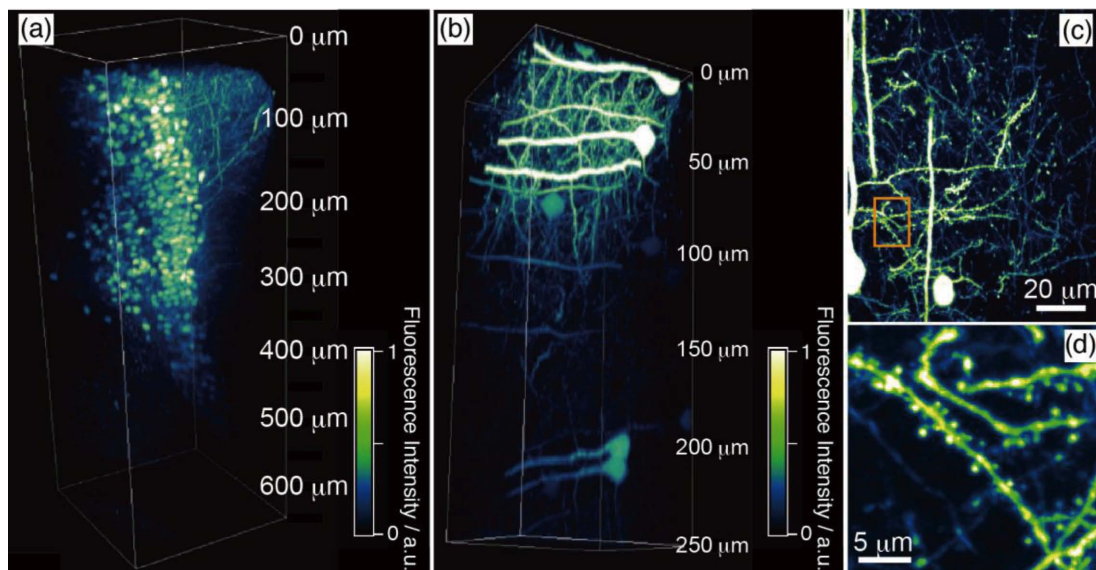 (a)
0 μm
100 μm
200 μm
300 μm
400 μm
500 μm
600 μm
1
0
Fluorescence Intensity / a.u.
(b)
0 μm
50 μm
100 μm
150 μm
200 μm
250 μm
1
0
Fluorescence Intensity / a.u.
(c)
20 μm
(d)
5 μm